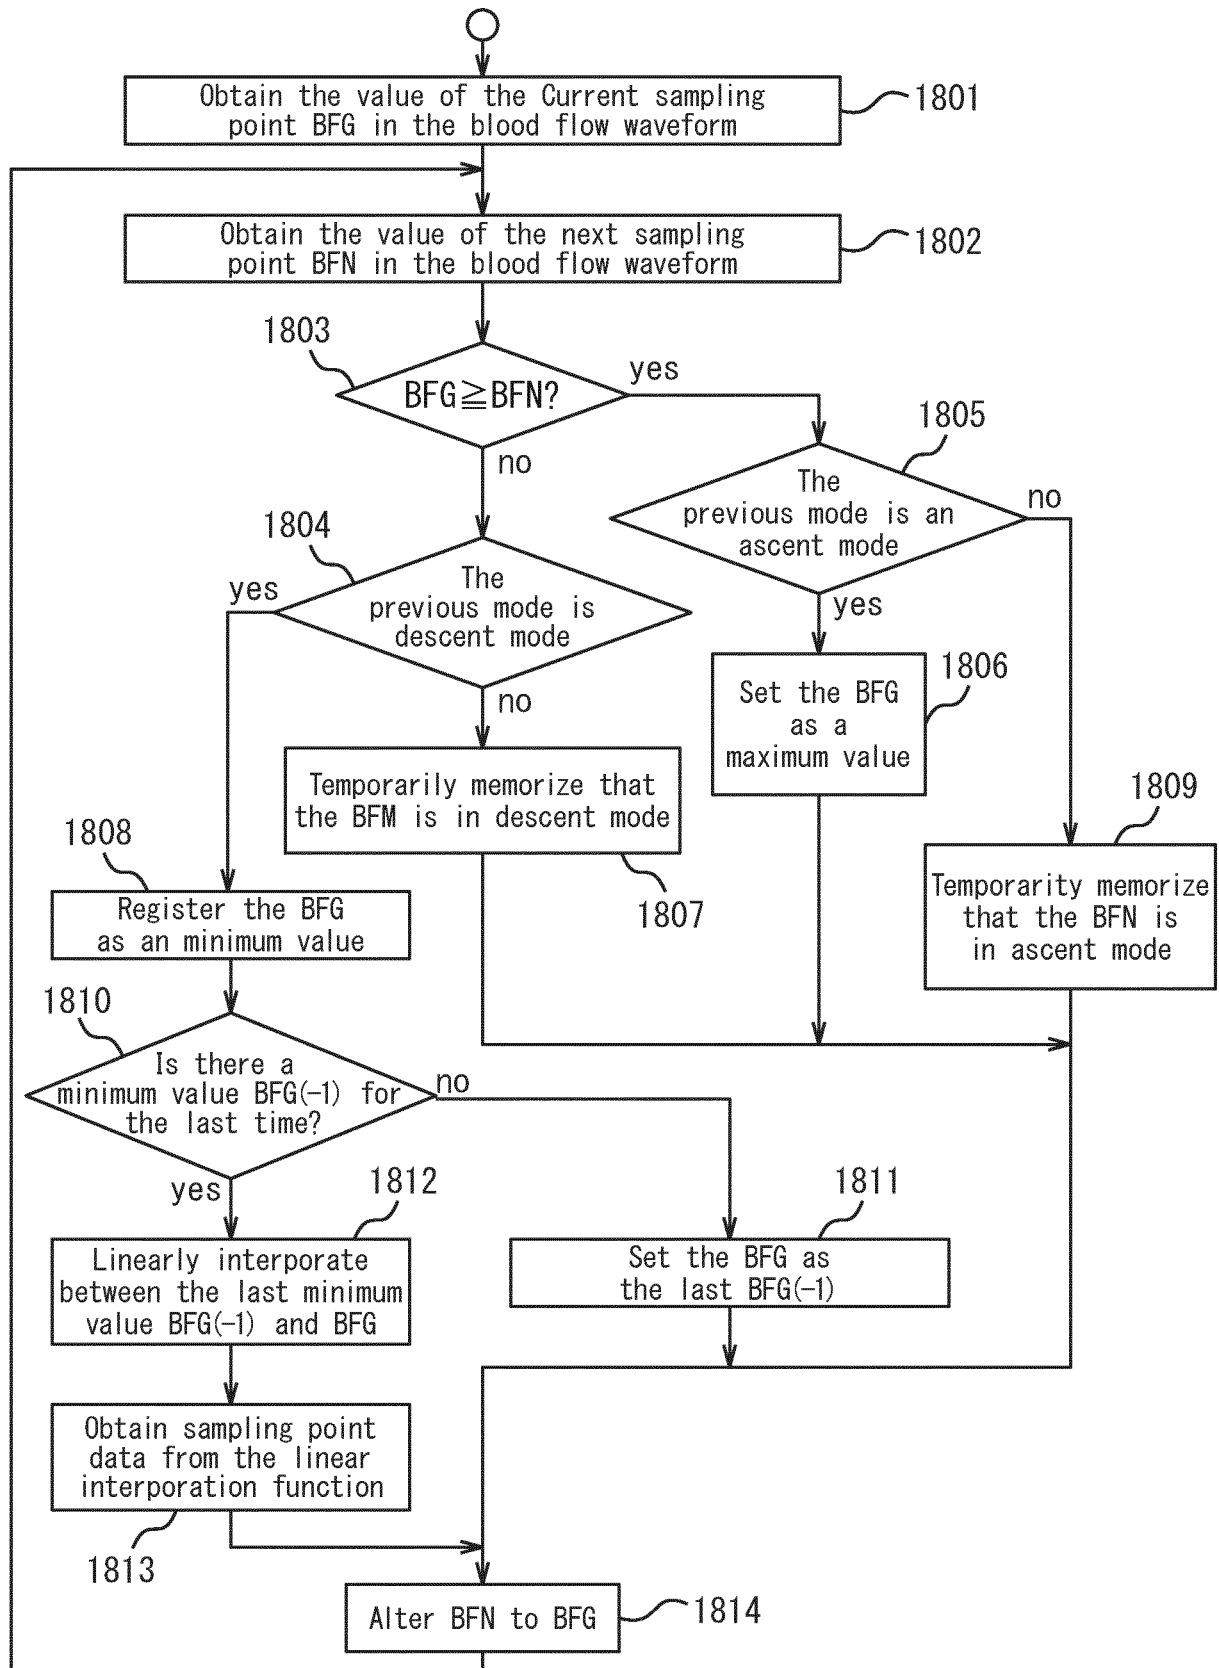 Obtain the value of the Current sampling
point BFG in the blood flow waveform
1801
Obtain the value of the next sampling
point BFN in the blood flow waveform
1802
1803
BFG≧BFN?
yes
no
1805
The
previous mode is an
ascent mode
no
yes
1804
The
previous mode is
descent mode
yes
no
1806
Set the BFG
as a
maximum value
Temporarily memorize that
the BFM is in descent mode
1807
1809
Temporarity memorize
that the BFN is
in ascent mode
1808
Register the BFG
as an minimum value
1810
Is there a
minimum value BFG(-1) for
the last time?
no
yes
1812
Linearly interporate
between the last minimum
value BFG(-1) and BFG
1811
Set the BFG as
the last BFG(-1)
Obtain sampling point
data from the linear
interporation function
1813
Alter BFN to BFG
1814